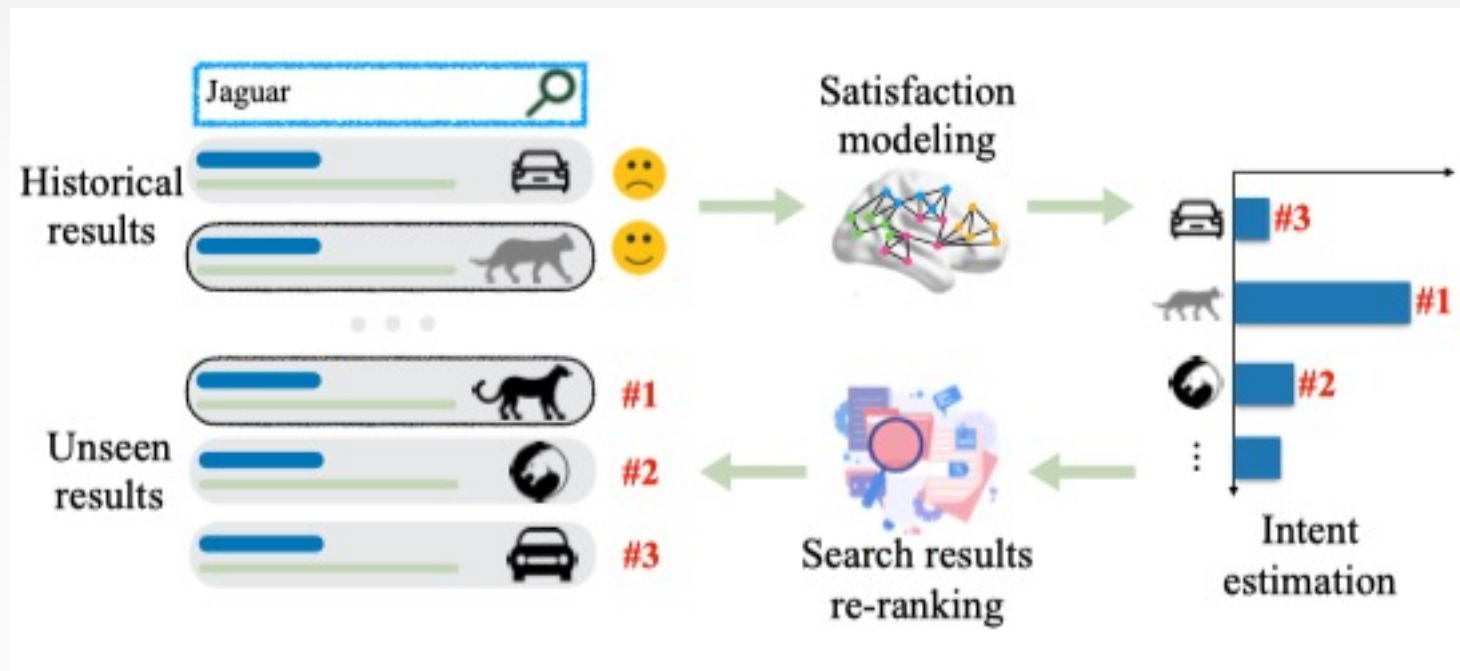 Jaguar
Historical
results
Satisfaction
modeling
#3
#1
#2
Intent
estimation
Search results
re-ranking
Unseen
results
#1
#2
#3